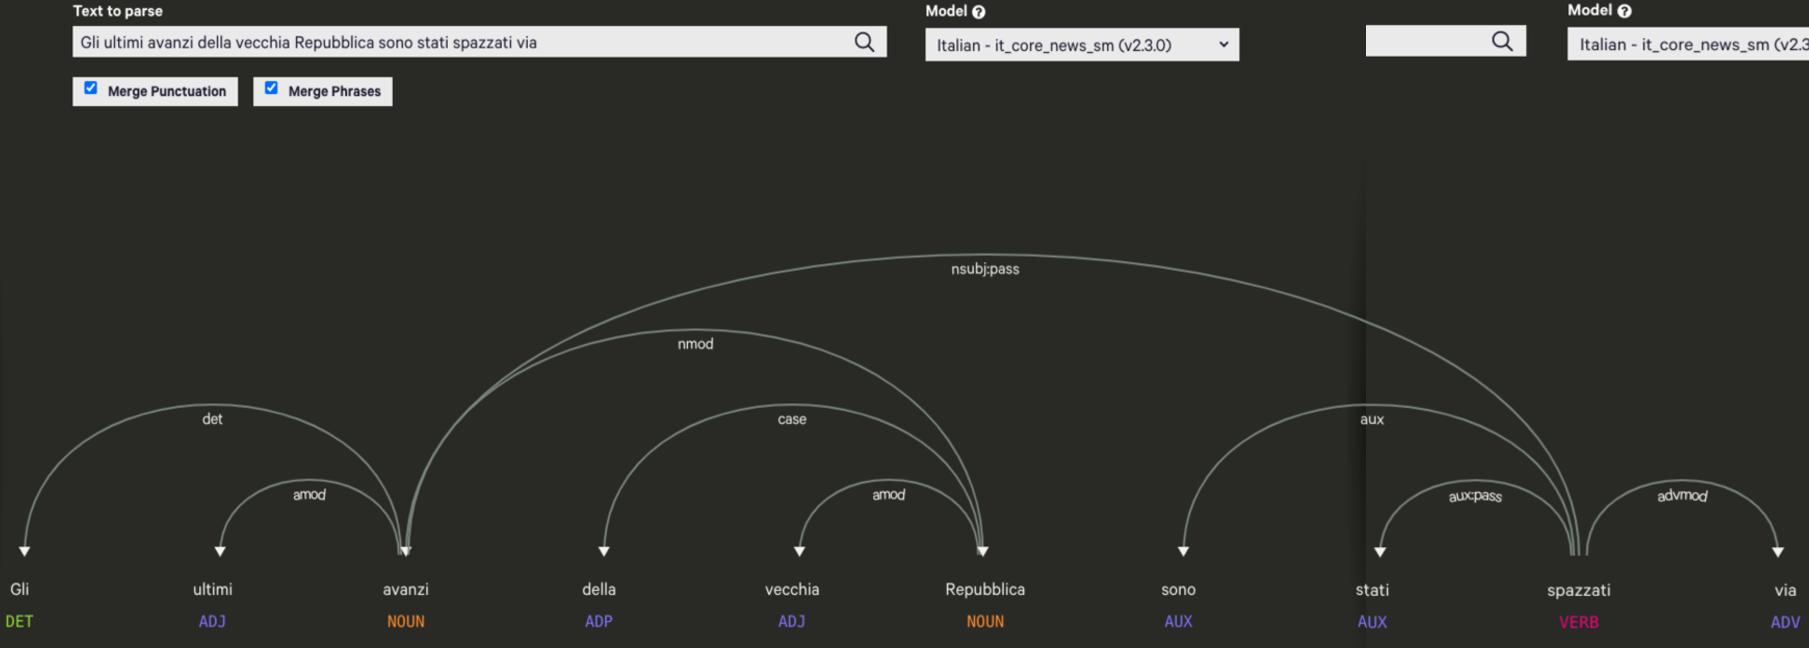 Text to parse
Model
Model
Gli ultimi avanzi della vecchia Repubblica sono stati spazzati via
Italian - it_core_news_sm (v2.3.0)
Italian - it_core_news_sm (v2.3
Merge Punctuation
Merge Phrases
nsubj:pass
nmod
det
case
aux
amod
amod
aux:pass
advmod
Gli ultimi avanzi della vecchia Repubblica sono stati spazzati via
DET ADJ NOUN ADP ADJ NOUN AUX AUX VERB ADV